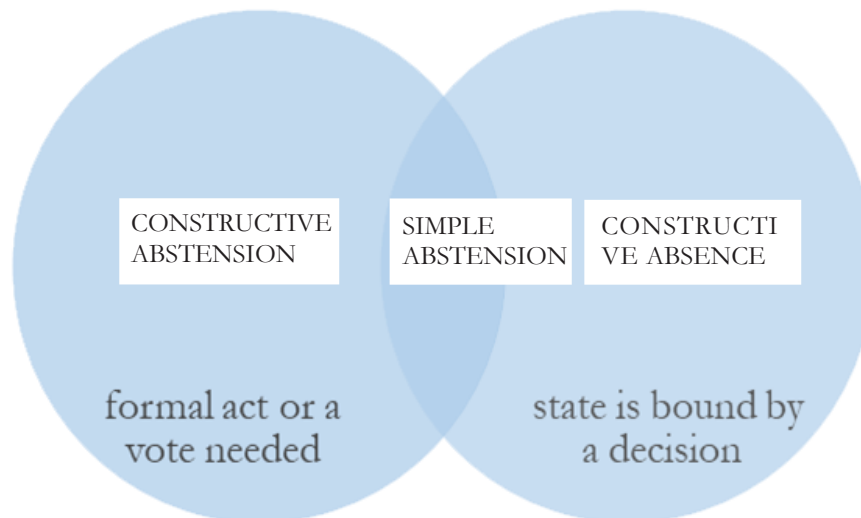 CONSTRUCTIVE
ABSTENSION
SIMPLE
ABSTENSION
CONSTRUCTI
VE ABSENCE
formal act or a
vote needed
state is bound by
a decision